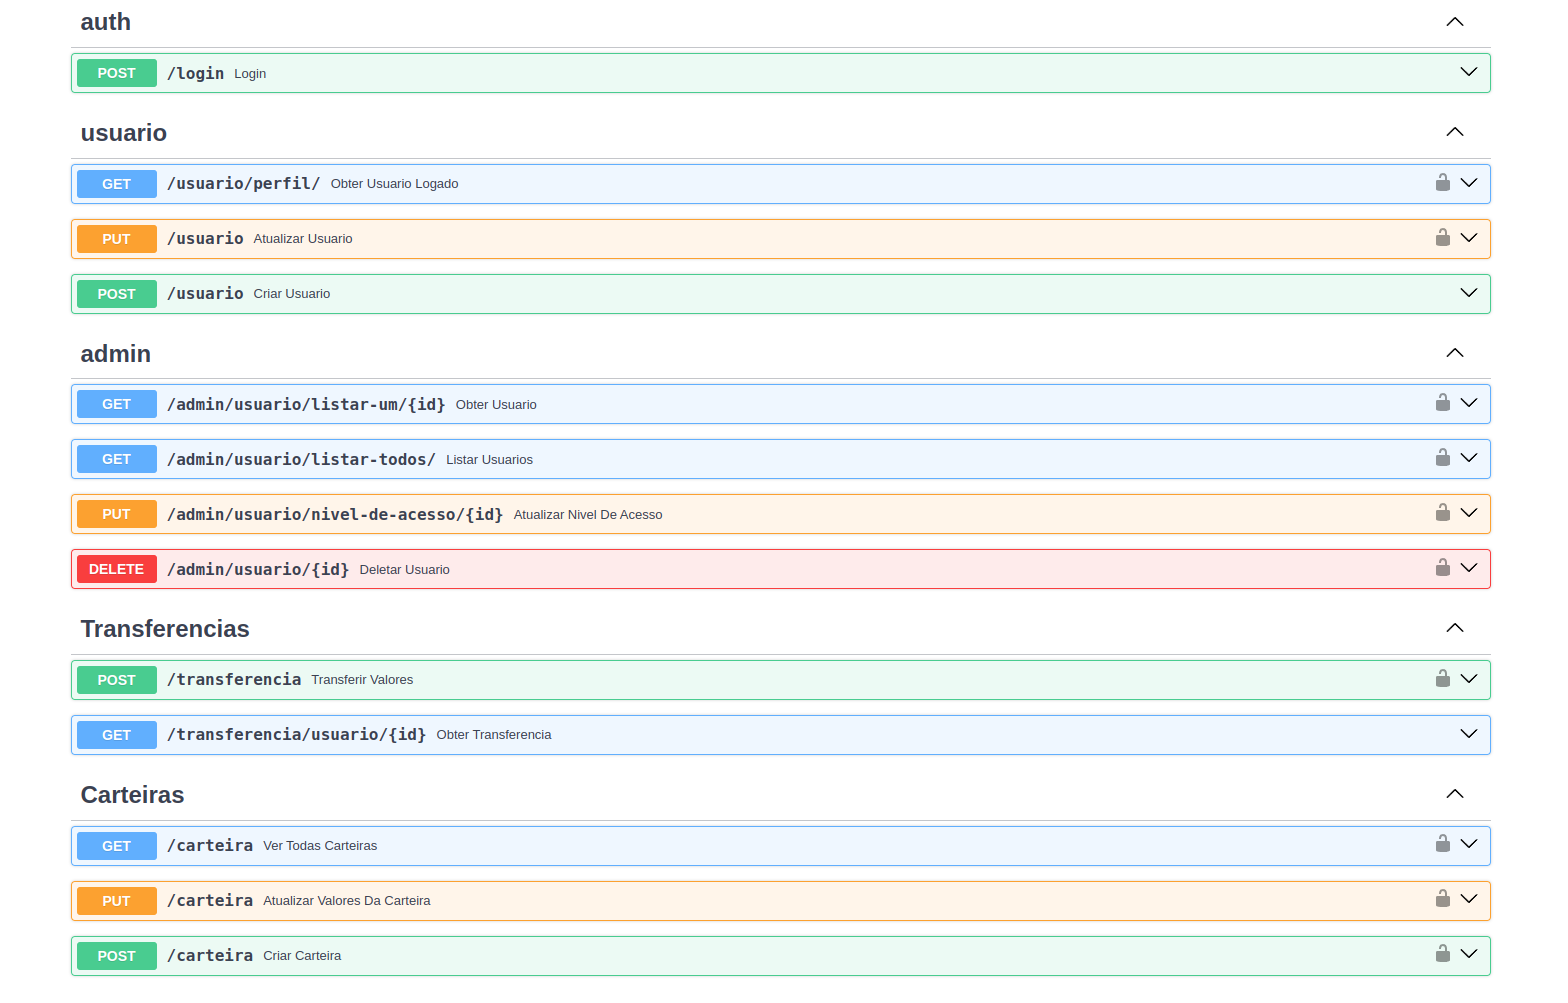 auth
POST /login Login
usuario
GET /usuario/perfil/ Obter Usuario Logado
PUT /usuario Atualizar Usuario
POST /usuario Criar Usuario
admin
GET /admin/usuario/listar-um/{id} Obter Usuario
GET /admin/usuario/listar-todos/ Listar Usuarios
PUT /admin/usuario/nivel-de-acesso/{id} Atualizar Nivel De Acesso
DELETE /admin/usuario/{id} Deletar Usuario
Transferencias
POST /transferencia Transferir Valores
GET /transferencia/usuario/{id} Obter Transferencia
Carteiras
GET /carteira Ver Todas Carteiras
PUT /carteira Atualizar Valores Da Carteira
POST /carteira Criar Carteira